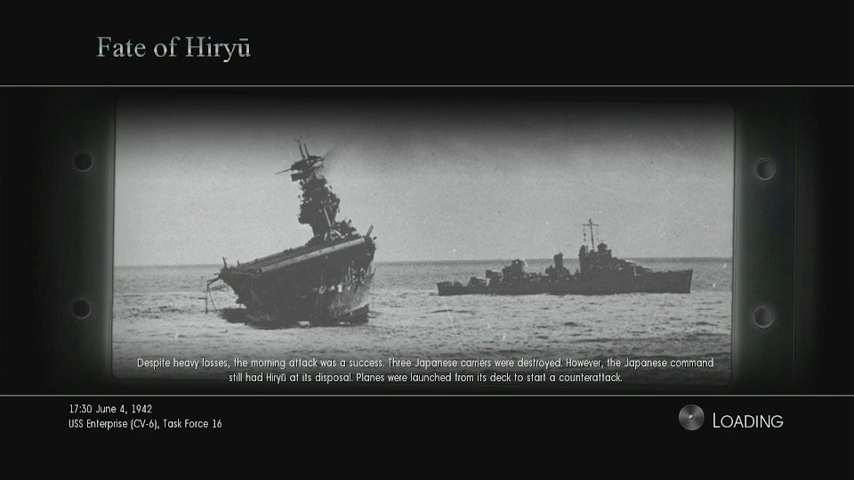 Fate of Hiryū
Despite heavy losses, the morning attack was a success. Three Japanese carriers were destroyed. However, the Japanese command
still had Hiryū at its disposal. Planes were launched from its deck to start a counterattack.
17:30 June 4, 1942
USS Enterprise (CV-6), Task Force 16
LOADING